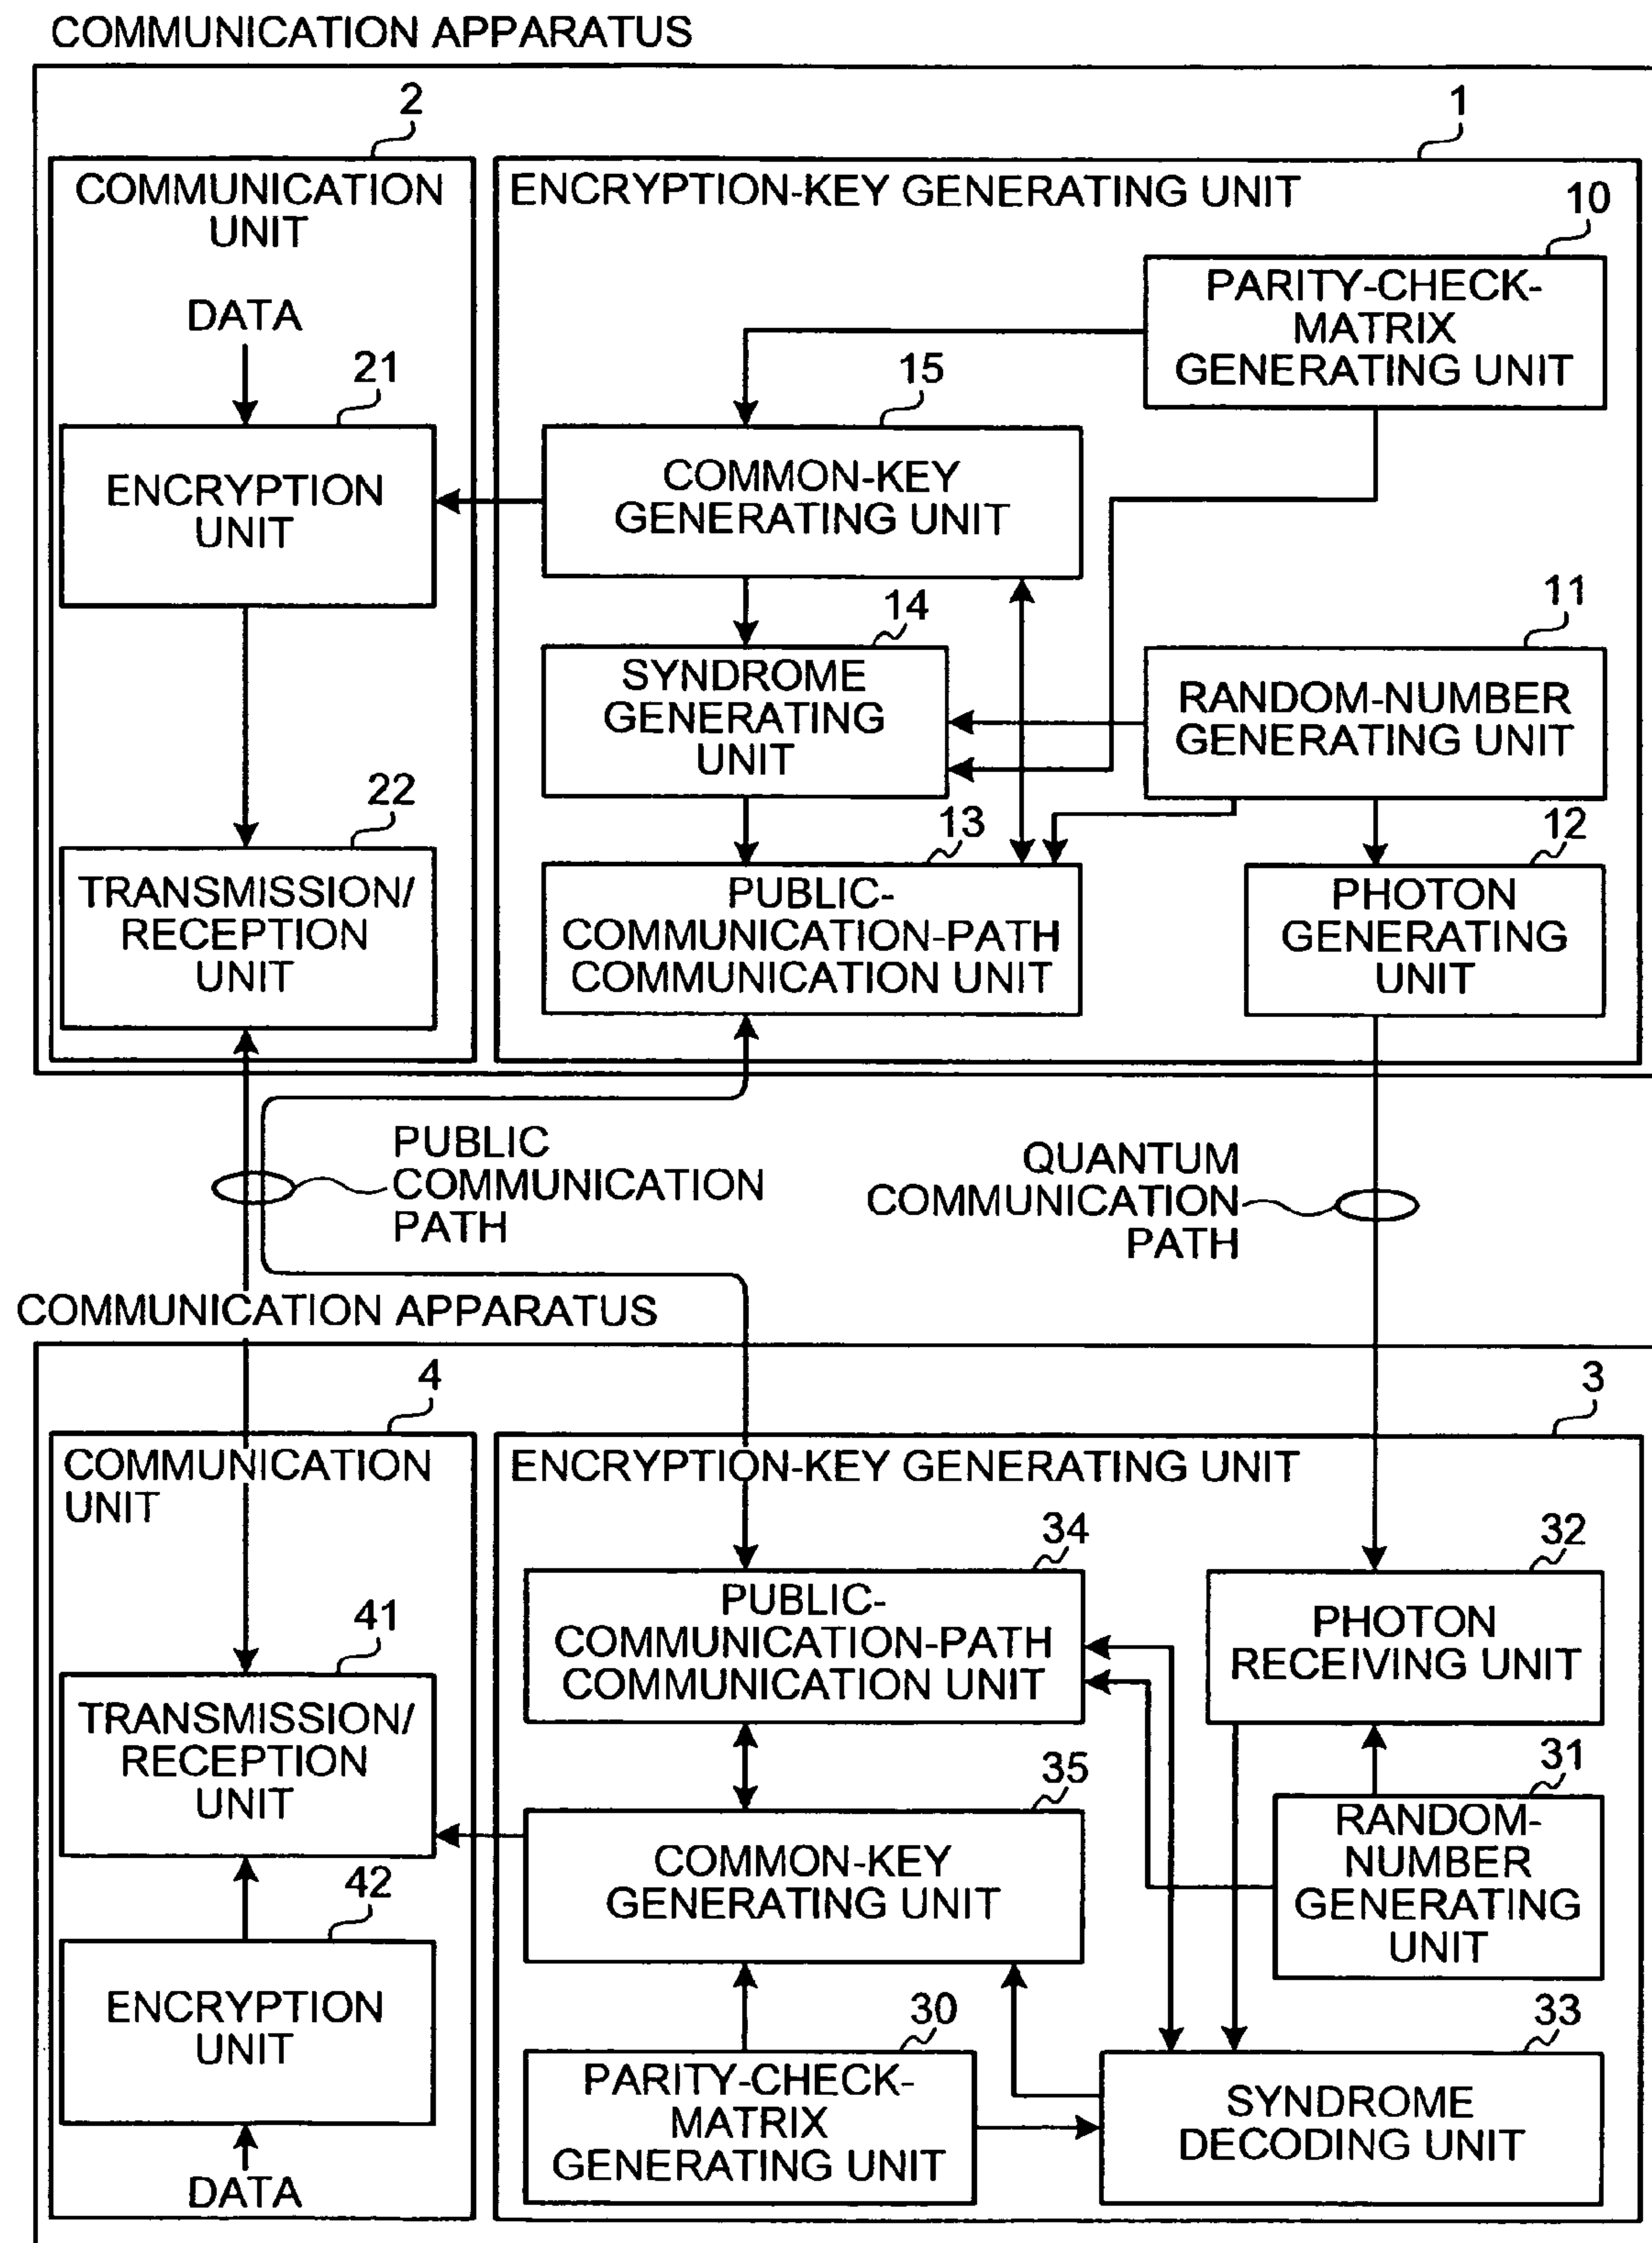 COMMUNICATION APPARATUS
2
1
COMMUNICATION
UNIT
ENCRYPTION-KEY GENERATING UNIT
10
PARITY-CHECK-
MATRIX
GENERATING UNIT
DATA
21
15
ENCRYPTION
UNIT
COMMON-KEY
GENERATING UNIT
14
11
SYNDROME
GENERATING
UNIT
RANDOM-NUMBER
GENERATING UNIT
22
13
12
TRANSMISSION/
RECEPTION
UNIT
PUBLIC-
COMMUNICATION-PATH
COMMUNICATION UNIT
PHOTON
GENERATING
UNIT
PUBLIC
COMMUNICATION
PATH
QUANTUM
COMMUNICATION
PATH
COMMUNICATION APPARATUS
4
3
COMMUNICATION
UNIT
ENCRYPTION-KEY GENERATING UNIT
34
32
PUBLIC-
COMMUNICATION-PATH
COMMUNICATION UNIT
PHOTON
RECEIVING UNIT
41
TRANSMISSION/
RECEPTION
UNIT
35
31
COMMON-KEY
GENERATING UNIT
RANDOM-
NUMBER
GENERATING
UNIT
42
ENCRYPTION
UNIT
30
33
PARITY-CHECK-
MATRIX
GENERATING UNIT
SYNDROME
DECODING UNIT
DATA